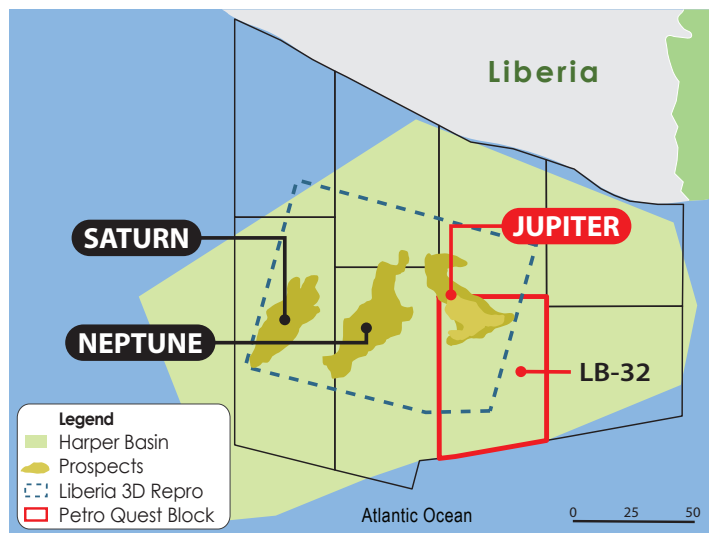 Liberia
SATURN
JUPITER
NEPTUNE
LB-32
Legend
Harper Basin
Prospects
Liberia 3D Repro
Petro Quest Block
Atlantic Ocean
0 25 50